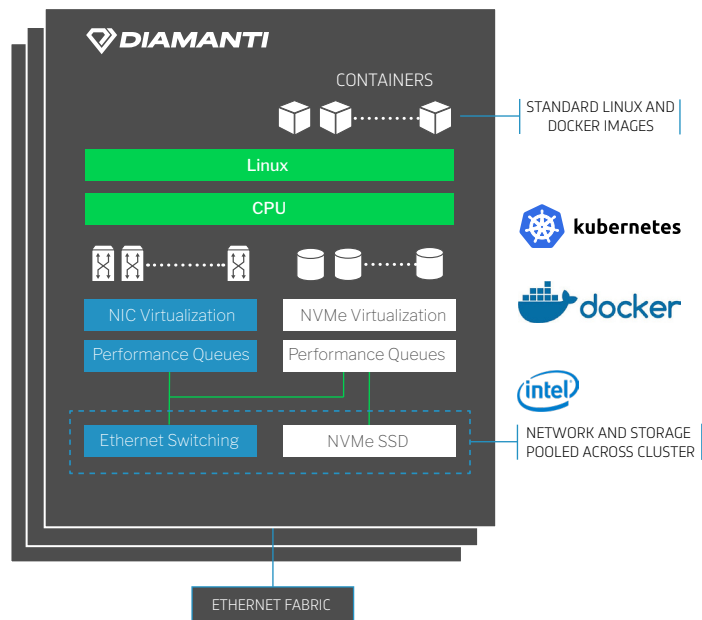 DIAMANTI
CONTAINERS
STANDARD LINUX AND
DOCKER IMAGES
Linux
CPU
kubernetes
docker
NIC Virtualization
NVMe Virtualization
Performance Queues
Performance Queues
intel
Ethernet Switching
NVMe SSD
NETWORK AND STORAGE
POOLED ACROSS CLUSTER
ETHERNET FABRIC